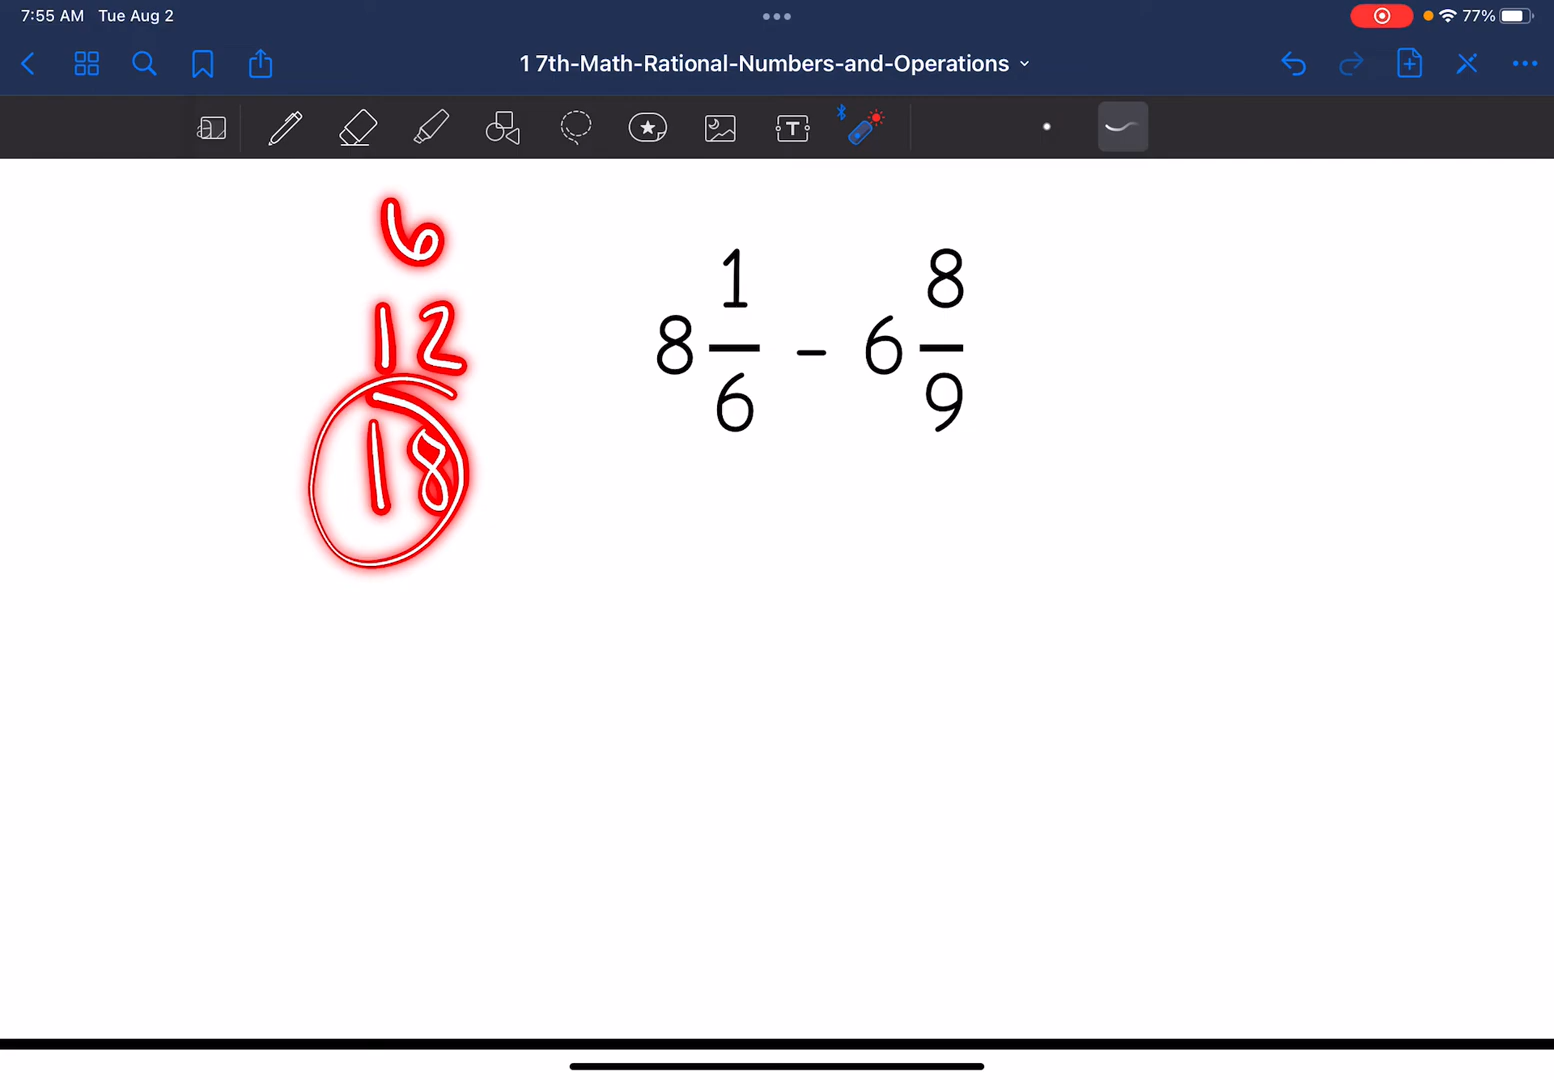 7:55 AM Tue Aug 2
77%
1 7th-Math-Rational-Numbers-and-Operations
T
6
12
18
8 1/6 - 6 8/9